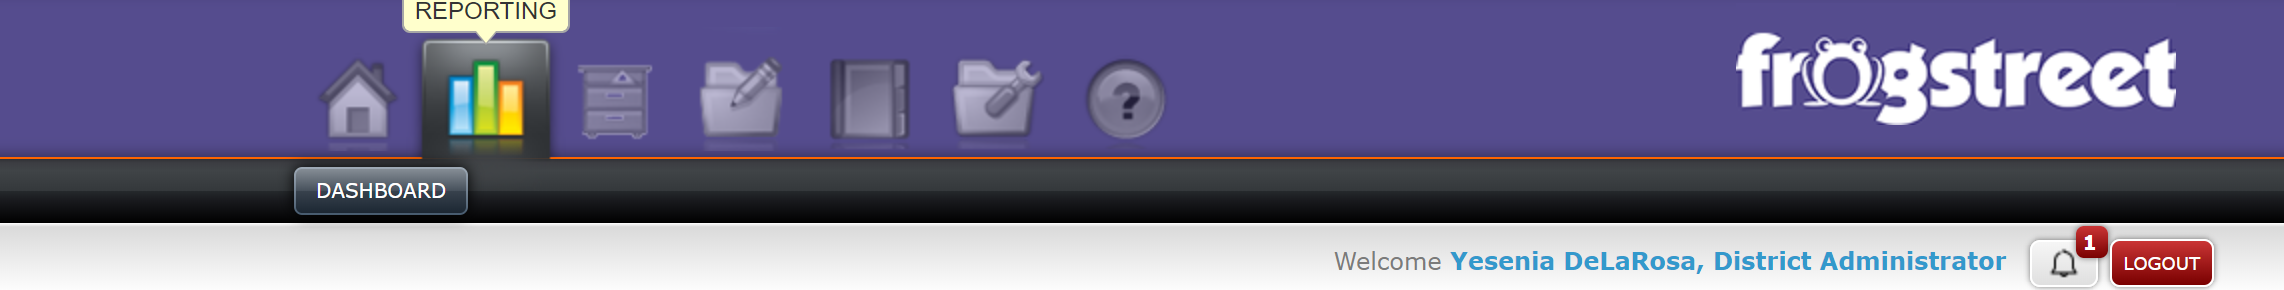 REPORTING
frogstreet
DASHBOARD
Welcome Yesenia DeLaRosa, District Administrator
1
LOGOUT